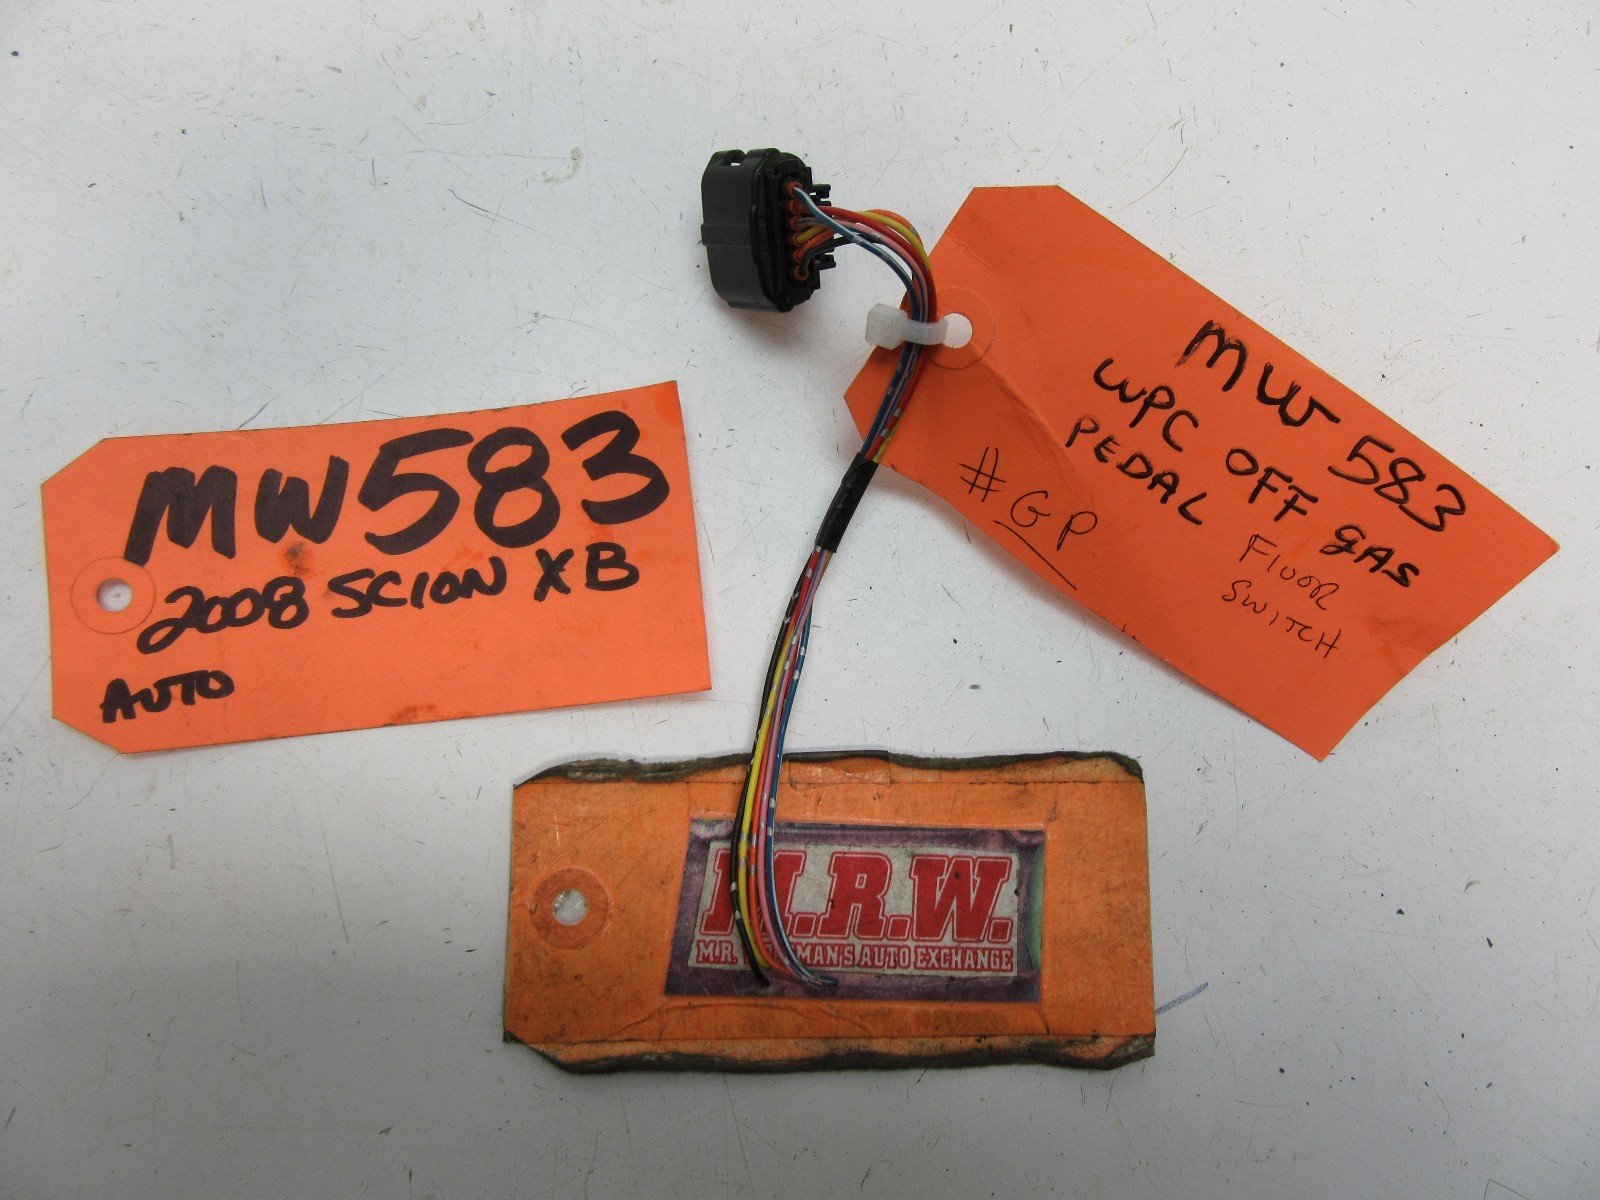 MW583
2008 SCION XB
AUTO
MW 583
WPC OFF GAS
PEDAL FlOOR
SWITCH
#GP
M.R.W.
M.R. MAN'S AUTO EXCHANGE